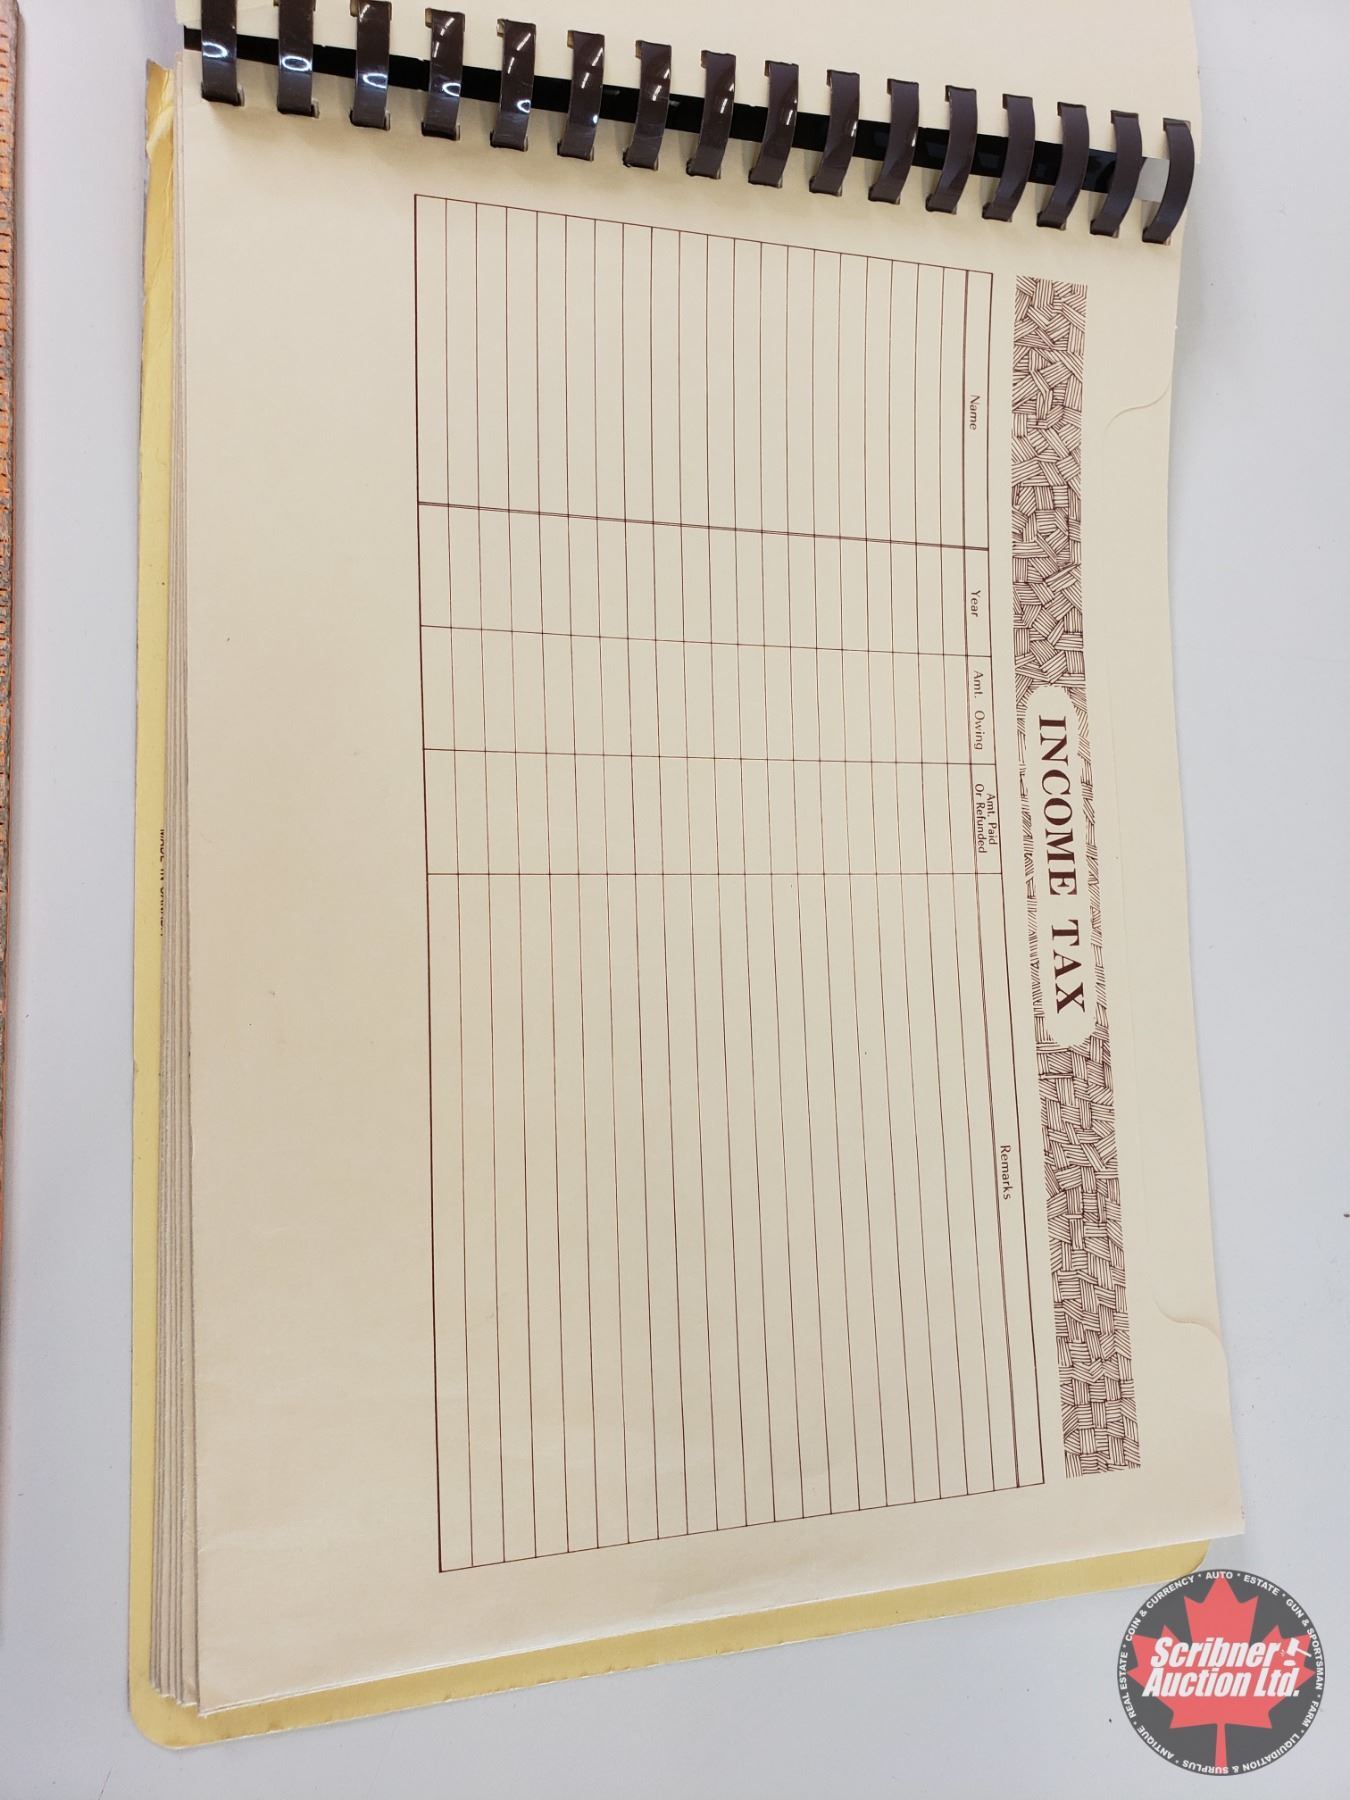 INCOME TAX
Name Year Amt. Owing Amt. Paid Or Refunded Remarks
Scribner
Auction Ltd.
ANTIQUE * REAL ESTATE * COIN & CURRENCY * AUTO * ESTATE * GUN & SPORTSMAN * FARM * LIQUIDATION & SURPLUS *